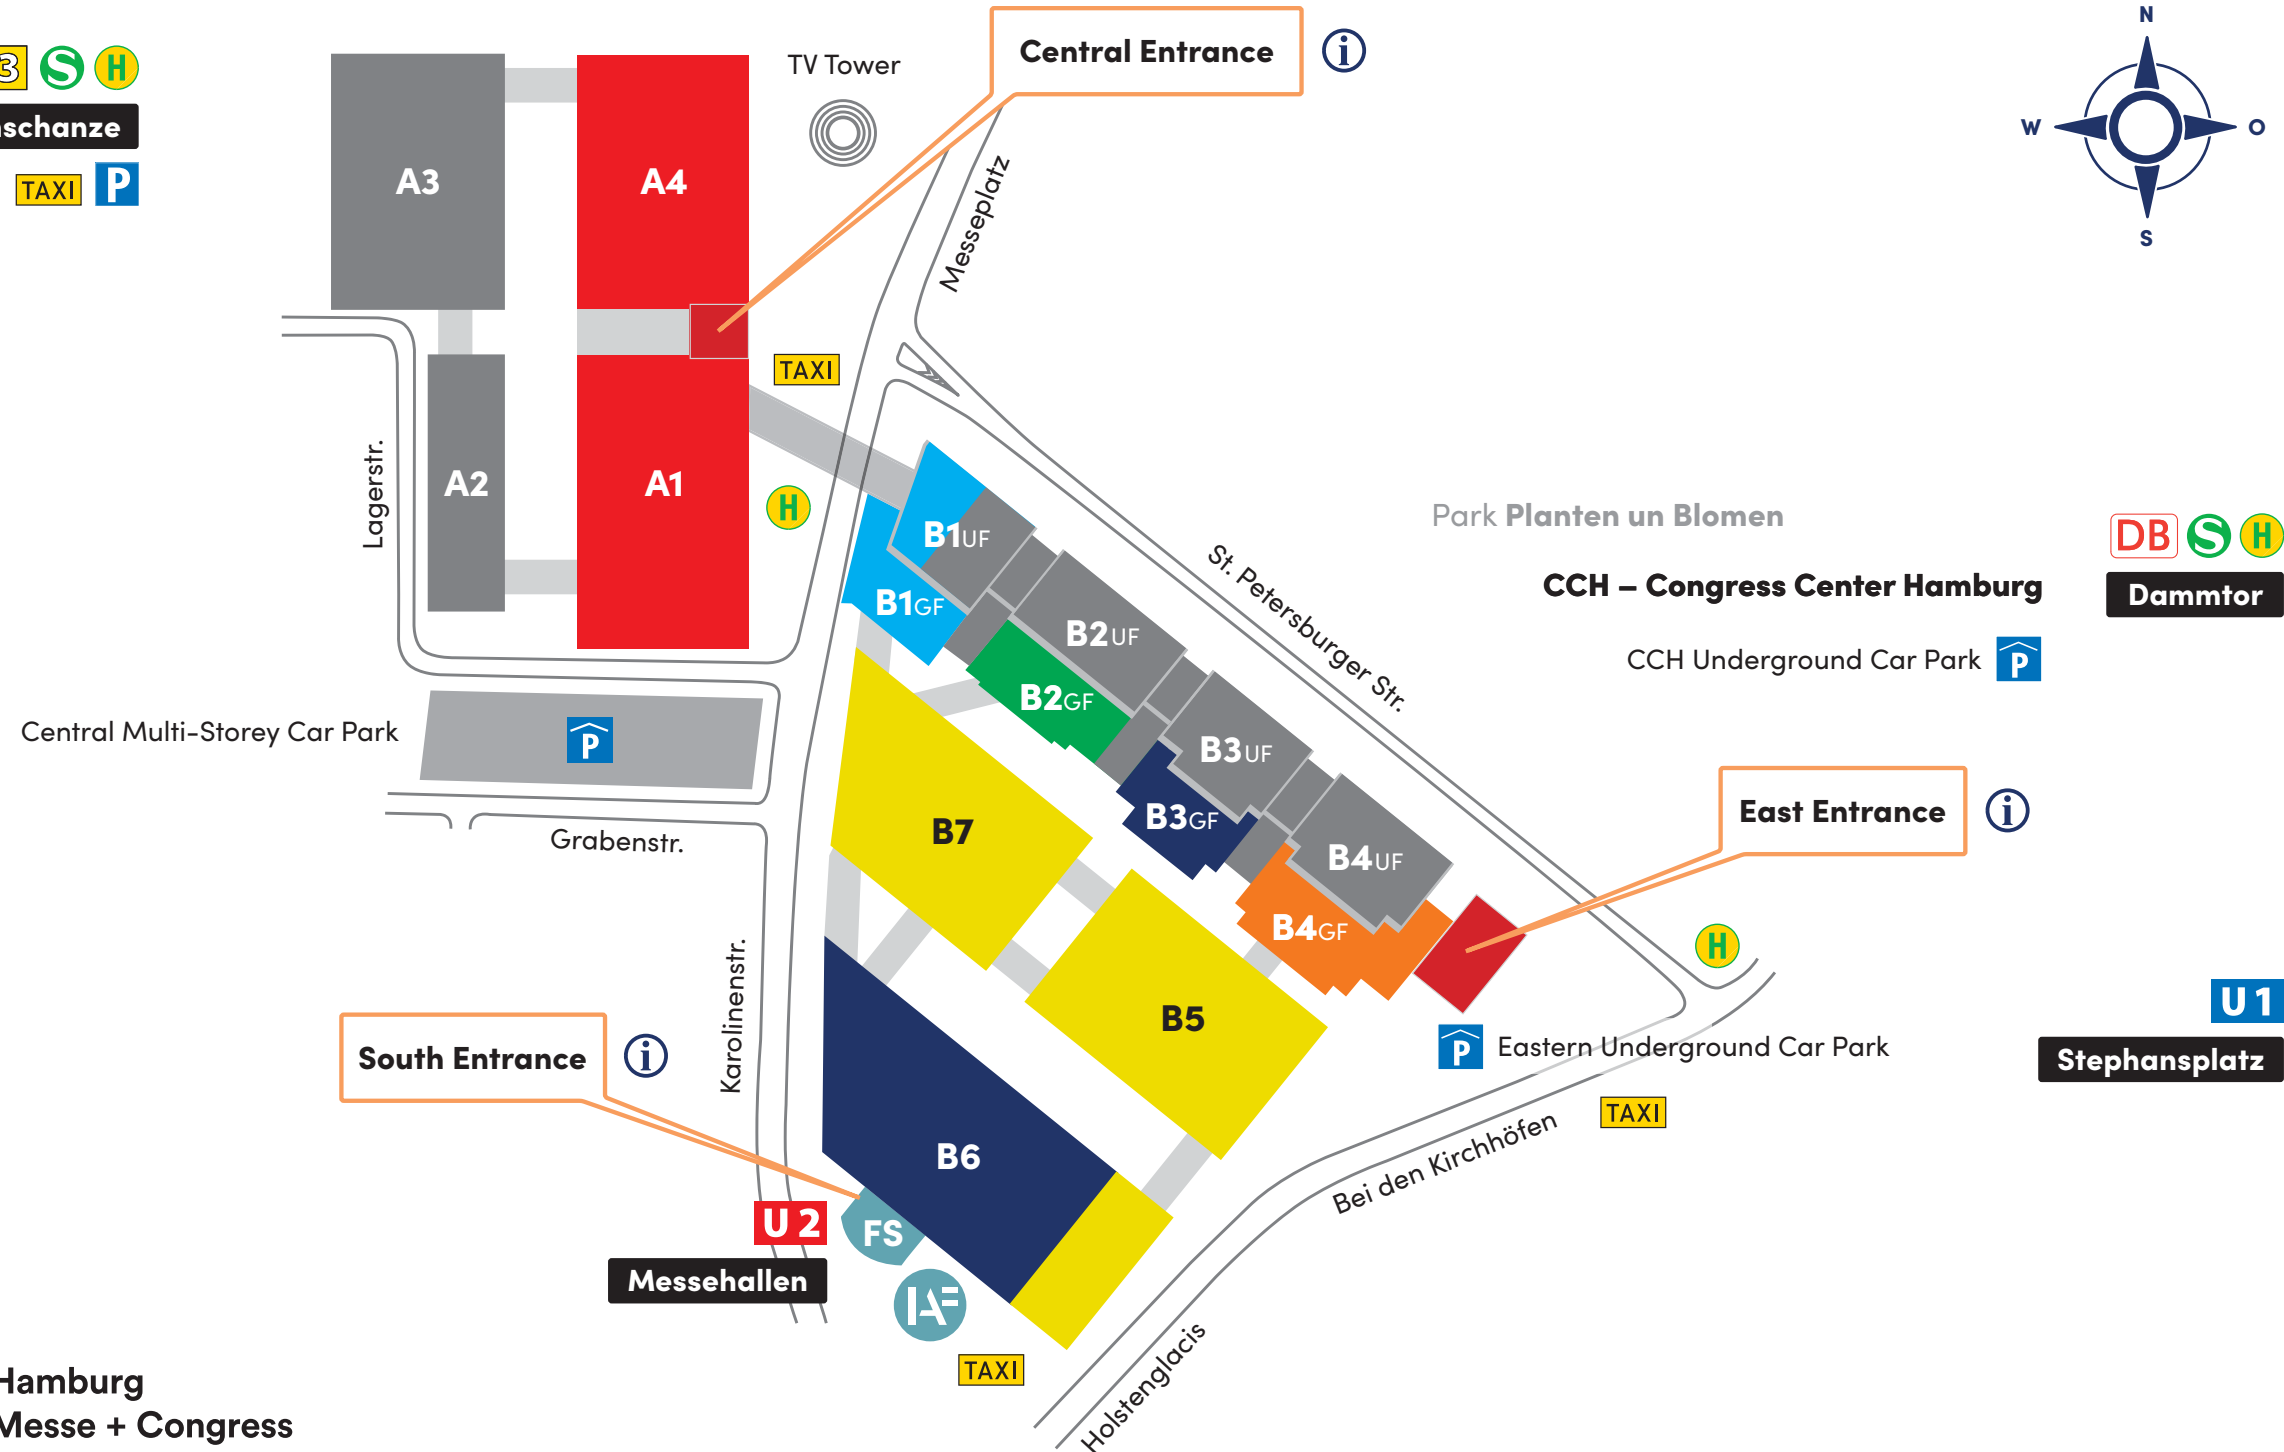 N
W
O
S
3 S H
TAXI P
TV Tower
Central Entrance i
A3
A4
Messeplatz
TAXI
Lagerstr.
A2
A1
H
B1UF
B1GF
B2UF
B2GF
B3UF
B3GF
B4UF
B4GF
St. Petersburger Str.
Park Planten un Blomen
CCH – Congress Center Hamburg
DB S H
Dammtor
CCH Underground Car Park P
Central Multi-Storey Car Park P
Grabenstr.
B7
East Entrance i
H
Karolinenstr.
B5
U1
Stephansplatz
P Eastern Underground Car Park
South Entrance i
TAXI
Bei den Kirchhöfen
B6
U2
Messehallen
FS
IAF
TAXI
Holstenglacis
Hamburg
Messe + Congress